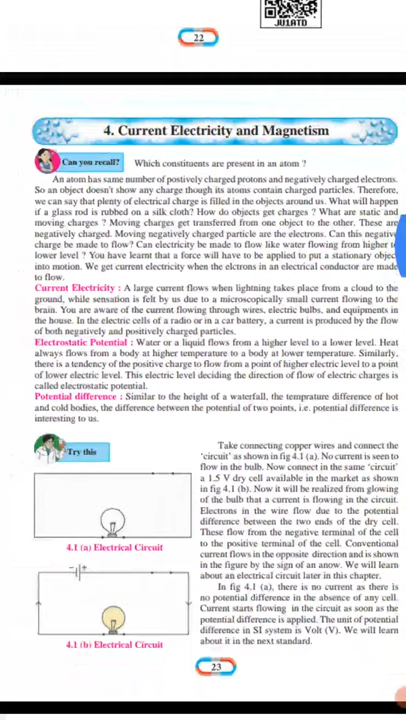 JU1ATD
22
4. Current Electricity and Magnetism
Can you recall? Which constituents are present in an atom ?
An atom has same number of postively charged protons and negatively charged electrons.
So an object doesn't show any charge though its atoms contain charged particles. Therefore,
we can say that plenty of electrical charge is filled in the objects around us. What will happen
if a glass rod is rubbed on a silk cloth? How do objects get charges ? What are static and
moving charges ? Moving charges get transferred from one object to the other. These are
negatively charged. Moving negatively charged particle are the electrons. Can this negative
charge be made to flow? Can electricity be made to flow like water flowing from higher t
lower level ? You have learnt that a force will have to be applied to put a stationary object
into motion. We get current electricity when the elctrons in an electrical conductor are made
to flow.
Current Electricity : A large current flows when lightning takes place from a cloud to the
ground, while sensation is felt by us due to a microscopically small current flowing to the
brain. You are aware of the current flowing through wires, electric bulbs, and equipments in
the house. In the electric cells of a radio or in a car battery, a current is produced by the flow
of both negatively and positively charged particles.
Electrostatic Potential : Water or a liquid flows from a higher level to a lower level. Heat
always flows from a body at higher temperature to a body at lower temperature. Similarly,
there is a tendency of the positive charge to flow from a point of higher electric level to a point
of lower electric level. This electric level deciding the direction of flow of electric charges is
called electrostatic potential.
Potential difference : Similar to the height of a waterfall, the temprature difference of hot
and cold bodies, the difference between the potential of two points, i.e. potential difference is
interesting to us.
Try this
Take connecting copper wires and connect the
'circuit' as shown in fig 4.1 (a). No current is seen to
flow in the bulb. Now connect in the same 'circuit'
a 1.5 V dry cell available in the market as shown
in fig 4.1 (b). Now it will be realized from glowing
of the bulb that a current is flowing in the circuit.
Electrons in the wire flow due to the potential
difference between the two ends of the dry cell.
These flow from the negative terminal of the cell
to the positive terminal of the cell. Conventional
current flows in the opposite direction and is shown
in the figure by the sign of an arrow. We will learn
about an electrical circuit later in this chapter.
In fig 4.1 (a), there is no current as there is
no potential difference in the absence of any cell.
Current starts flowing in the circuit as soon as the
potential difference is applied. The unit of potential
difference in SI system is Volt (V). We will learn
about it in the next standard.
4.1 (a) Electrical Circuit
- +
4.1 (b) Electrical Circuit
23